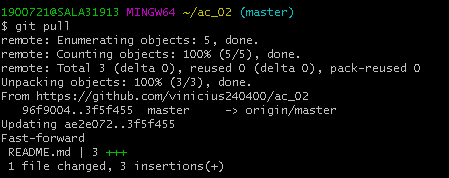 1900721@SALA31913 MINGW64 ~/ac_02 (master)
$ git pull
remote: Enumerating objects: 5, done.
remote: Counting objects: 100% (5/5), done.
remote: Total 3 (delta 0), reused 0 (delta 0), pack-reused 0
Unpacking objects: 100% (3/3), done.
From https://github.com/vinicius240400/ac_02
   96f9004..3f5f455  master     -> origin/master
Updating ae2e072..3f5f455
Fast-forward
 README.md | 3 +++
 1 file changed, 3 insertions(+)